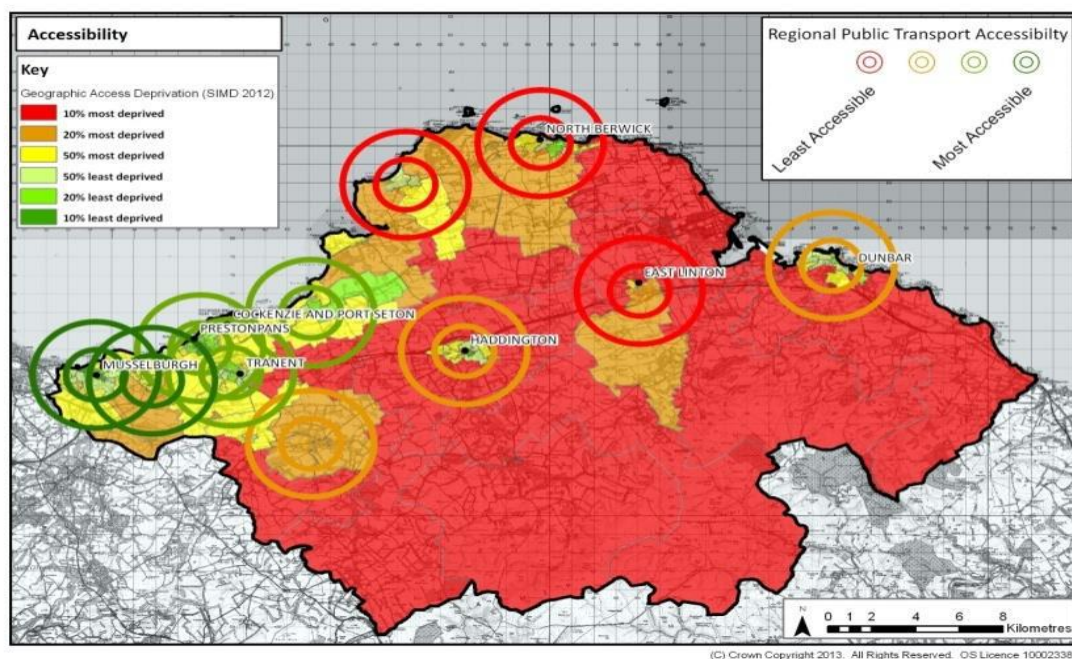 Accessibility
Key
Geographic Access Deprivation (SIMD 2012)
10% most deprived
20% most deprived
50% most deprived
50% least deprived
20% least deprived
10% least deprived
Regional Public Transport Accessibilty
Least Accessible
Most Accessible
NORTH BERWICK
DUNBAR
EAST LINTON
COCKENZIE AND PORT SETON
PRESTONPANS
HADDINGTON
MUSSELBURGH
TRANENT
N
0 1 2 4 6 8
Kilometres
(C) Crown Copyright 2013. All Rights Reserved. OS Licence 10002338